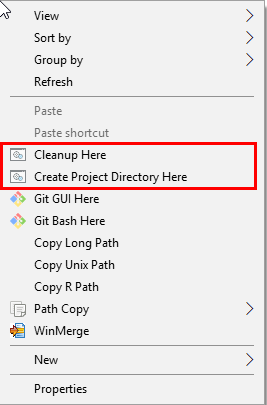 View
Sort by
Group by
Refresh
Paste
Paste shortcut
Cleanup Here
Create Project Directory Here
Git GUI Here
Git Bash Here
Copy Long Path
Copy Unix Path
Copy R Path
Path Copy
WinMerge
New
Properties